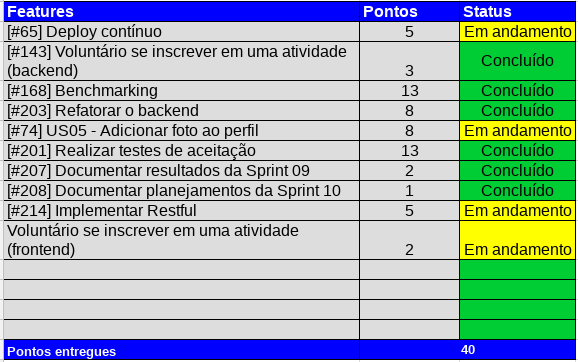 Features Pontos Status
[#65] Deploy contínuo 5 Em andamento
[#143] Voluntário se inscrever em uma atividade
(backend) 3 Concluído
[#168] Benchmarking 13 Concluído
[#203] Refatorar o backend 8 Concluído
[#74] US05 - Adicionar foto ao perfil 8 Em andamento
[#201] Realizar testes de aceitação 13 Concluído
[#207] Documentar resultados da Sprint 09 2 Concluído
[#208] Documentar planejamentos da Sprint 10 1 Concluído
[#214] Implementar Restful 5 Em andamento
Voluntário se inscrever em uma atividade
(frontend) 2 Em andamento
Pontos entregues 40